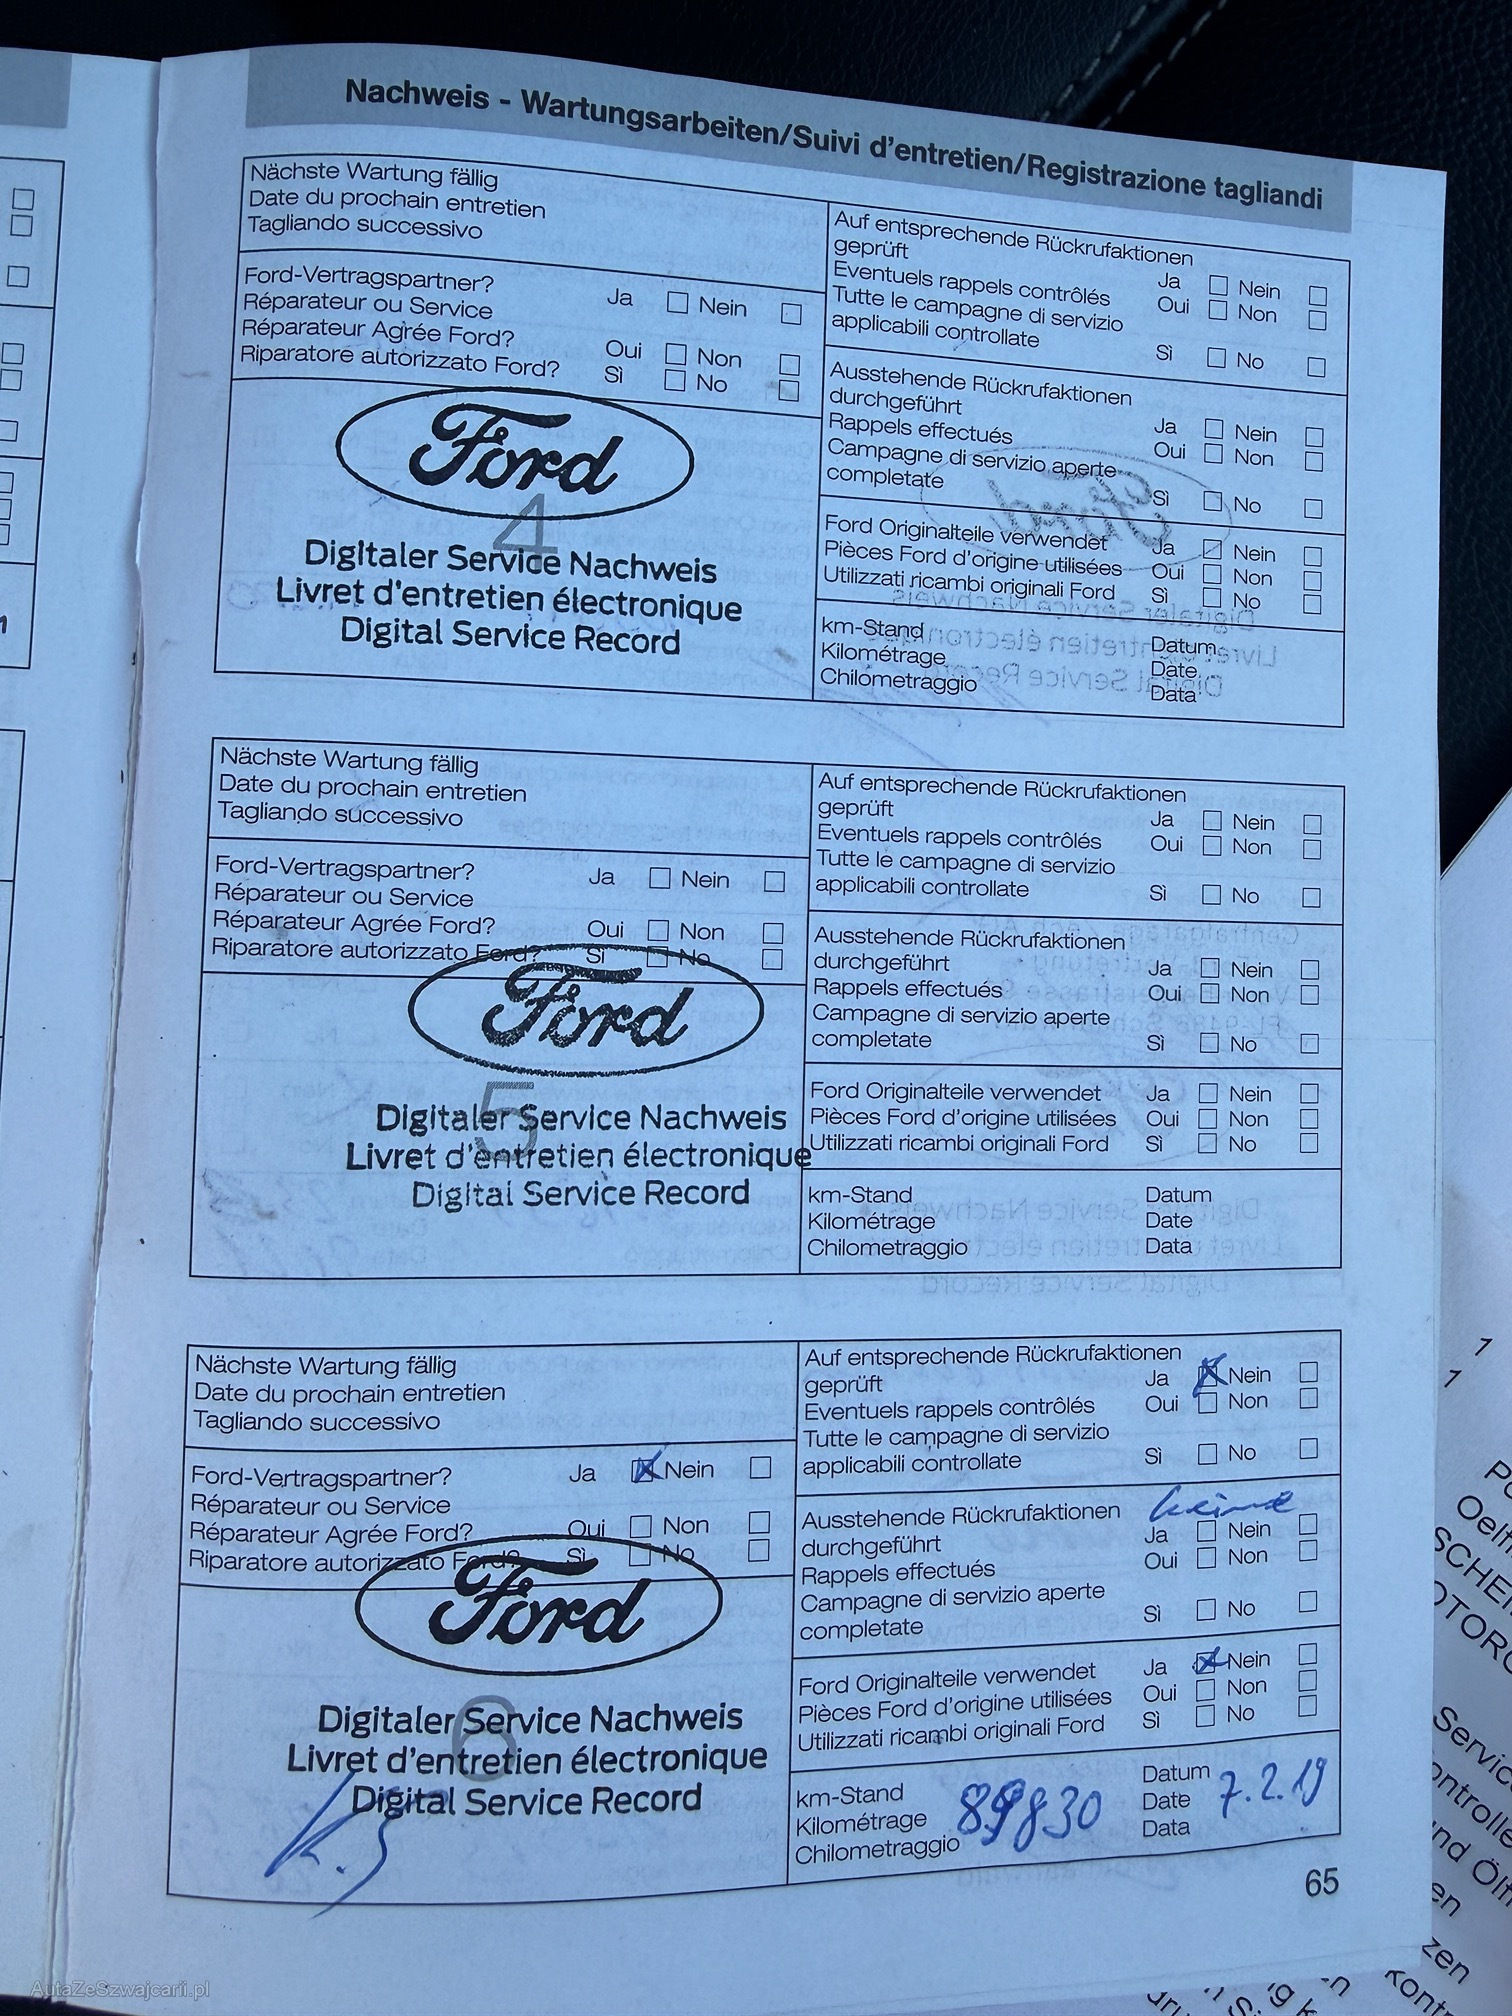 Nachweis - Wartungsarbeiten/Suivi d'entretien/Registrazione tagliandi
Nächste Wartung fällig
Date du prochain entretien
Tagliando successivo
Ford-Vertragspartner?
Réparateur ou Service
Réparateur Agrée Ford?
Riparatore autorizzato Ford?
Ja Nein
Oui Non
Sì No
Ford
4
Digitaler Service Nachweis
Livret d'entretien électronique
Digital Service Record
Auf entsprechende Rückrufaktionen
geprüft
Eventuels rappels contrôlés
Tutte le campagne di servizio
applicabili controllate
Ja Nein
Oui Non
Sì No
Ausstehende Rückrufaktionen
durchgeführt
Rappels effectués
Campagne di servizio aperte
completate
Ja Nein
Oui Non
Sì No
Ford Originalteile verwendet Ja Nein
Pièces Ford d'origine utilisées Oui Non
Utilizzati ricambi originali Ford Sì No
km-Stand
Kilométrage
Chilometraggio
Datum
Date
Data
Nächste Wartung fällig
Date du prochain entretien
Tagliando successivo
Ford-Vertragspartner?
Réparateur ou Service
Réparateur Agrée Ford?
Riparatore autorizzato Ford?
Ja Nein
Oui Non
Sì No
Ford
5
Digitaler Service Nachweis
Livret d'entretien électronique
Digital Service Record
Auf entsprechende Rückrufaktionen
geprüft
Eventuels rappels contrôlés
Tutte le campagne di servizio
applicabili controllate
Ja Nein
Oui Non
Sì No
Ausstehende Rückrufaktionen
durchgeführt
Rappels effectués
Campagne di servizio aperte
completate
Ja Nein
Oui Non
Sì No
Ford Originalteile verwendet Ja Nein
Pièces Ford d'origine utilisées Oui Non
Utilizzati ricambi originali Ford Sì No
km-Stand
Kilométrage
Chilometraggio
Datum
Date
Data
Nächste Wartung fällig
Date du prochain entretien
Tagliando successivo
Ford-Vertragspartner?
Réparateur ou Service
Réparateur Agrée Ford?
Riparatore autorizzato Ford?
Ja Nein
Oui Non
Sì No
Ford
6
Digitaler Service Nachweis
Livret d'entretien électronique
Digital Service Record
Auf entsprechende Rückrufaktionen
geprüft
Eventuels rappels contrôlés
Tutte le campagne di servizio
applicabili controllate
Ja Nein
Oui Non
Sì No
Ausstehende Rückrufaktionen keine
durchgeführt
Rappels effectués
Campagne di servizio aperte
completate
Ja Nein
Oui Non
Sì No
Ford Originalteile verwendet Ja Nein
Pièces Ford d'origine utilisées Oui Non
Utilizzati ricambi originali Ford Sì No
km-Stand
Kilométrage
Chilometraggio
89830
Datum
Date
Data
7.2.19
65
AutaZeSzwajcarii.pl